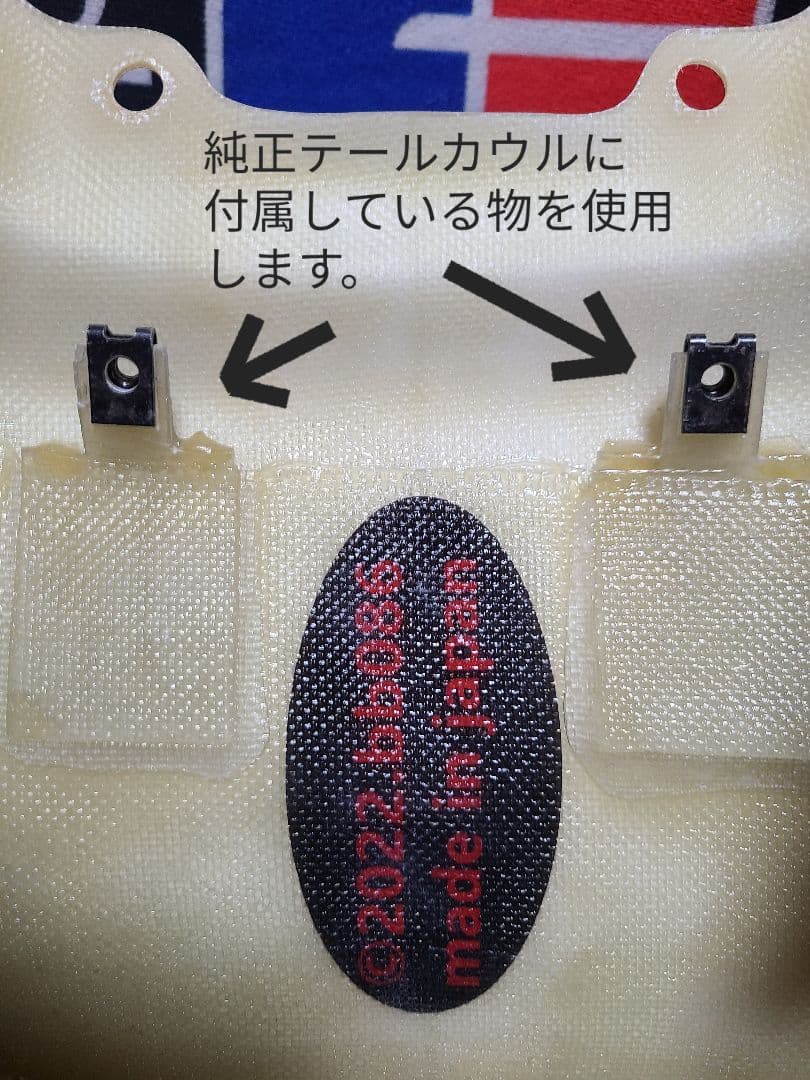 純正テールカウルに
付属している物を使用
します。
©2022.bb086
made in japan